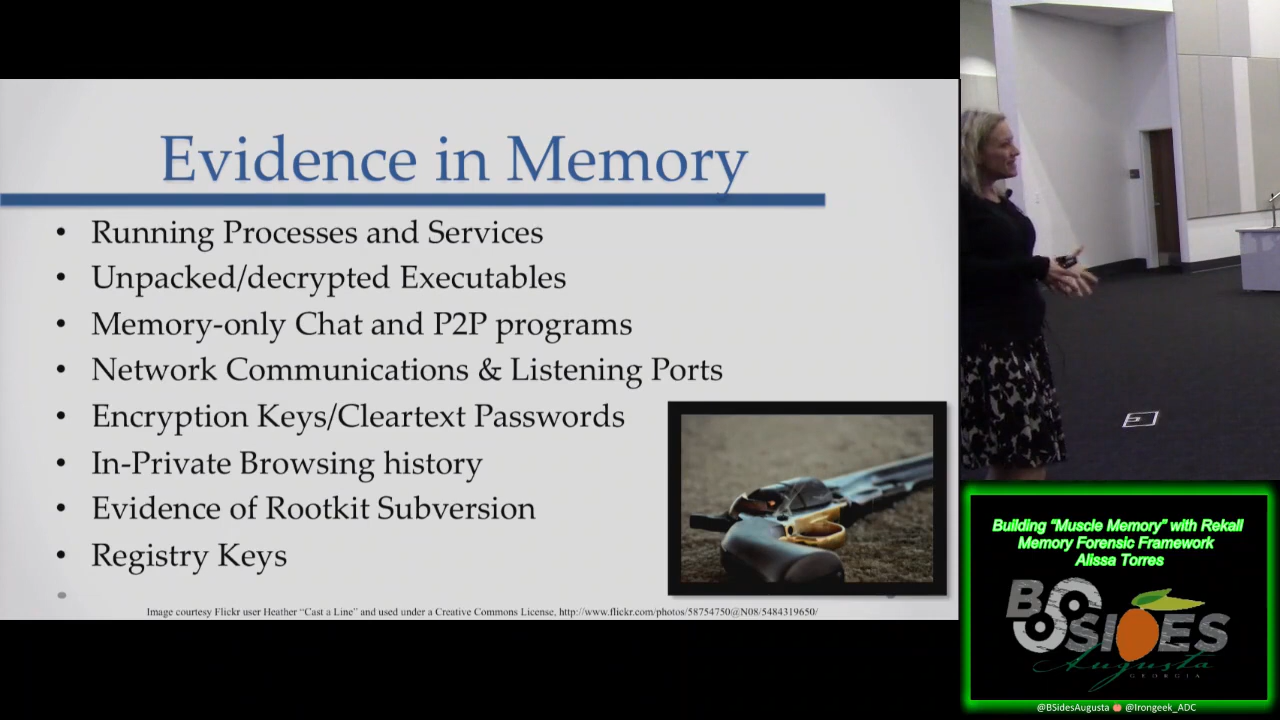 Evidence in Memory
• Running Processes and Services
• Unpacked/decrypted Executables
• Memory-only Chat and P2P programs
• Network Communications & Listening Ports
• Encryption Keys/Cleartext Passwords
• In-Private Browsing history
• Evidence of Rootkit Subversion
• Registry Keys
Image courtesy Flickr user Heather “Cast a Line” and used under a Creative Commons License, http://www.flickr.com/photos/58754750@N08/5484319650/
Building “Muscle Memory” with Rekall
Memory Forensic Framework
Alissa Torres
BSIDES
Augusta
GEORGIA
@BSidesAugusta @Irongeek_ADC